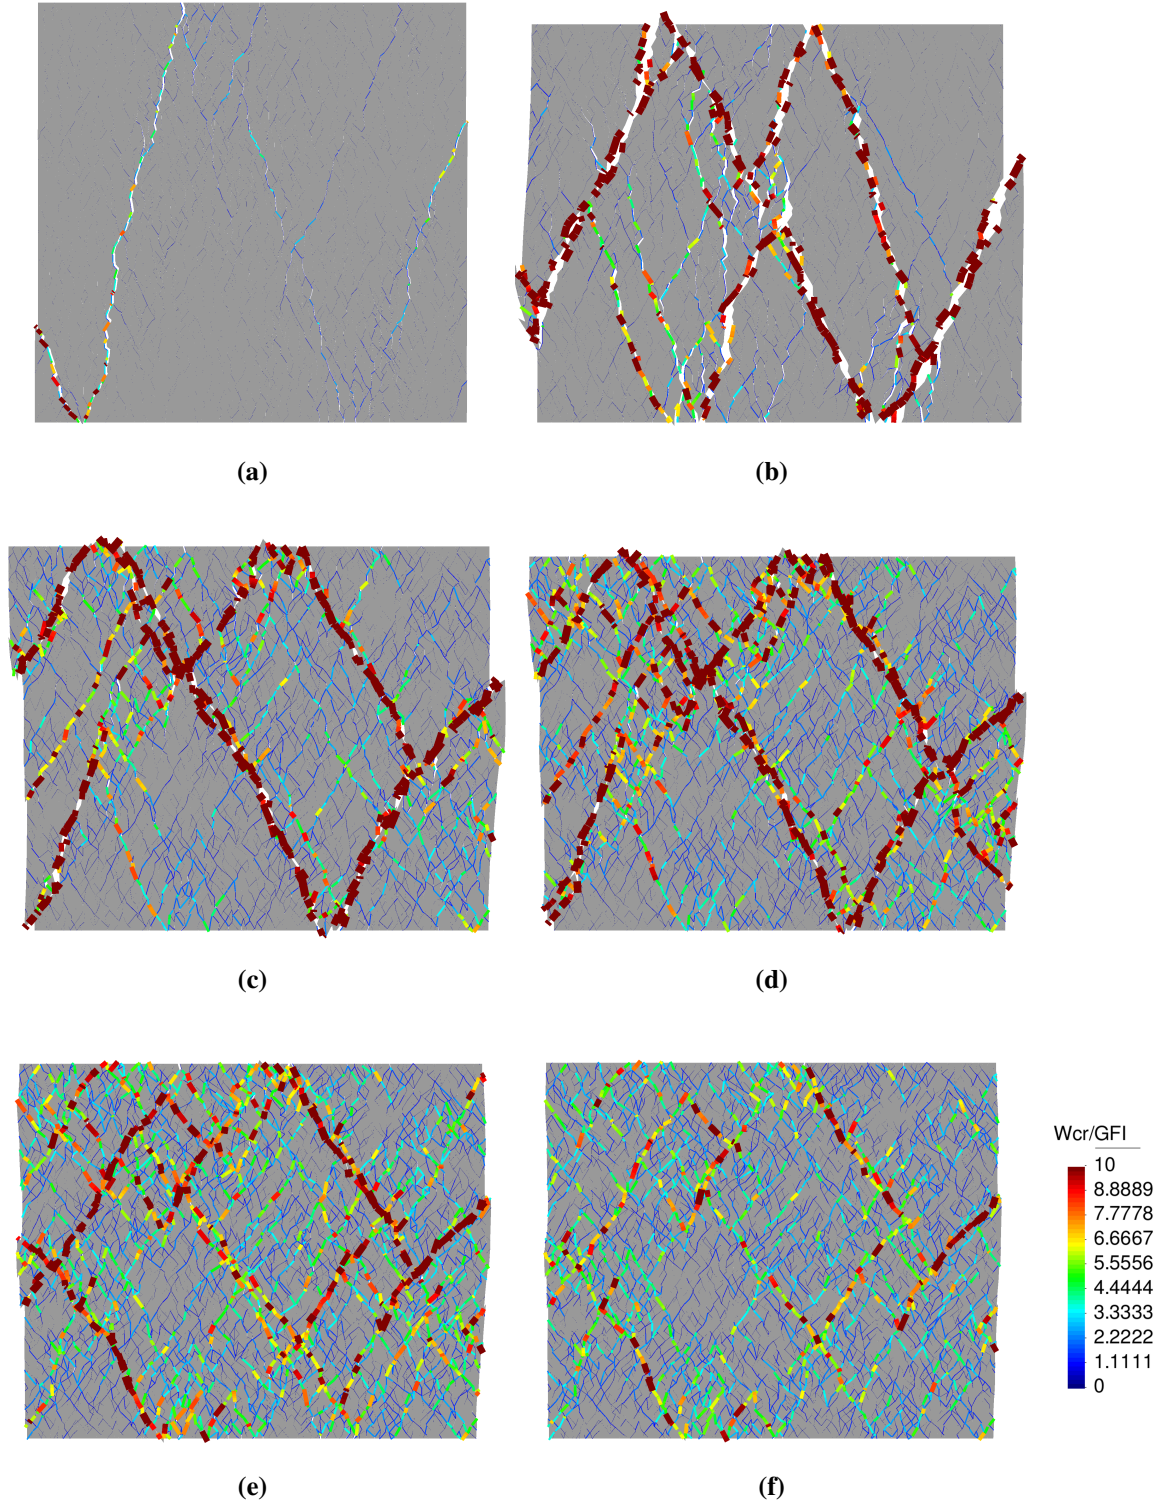 (a)
(b)
(c)
(d)
Wcr/GFI
10
8.8889
7.7778
6.6667
5.5556
4.4444
3.3333
2.2222
1.1111
0
(e)
(f)